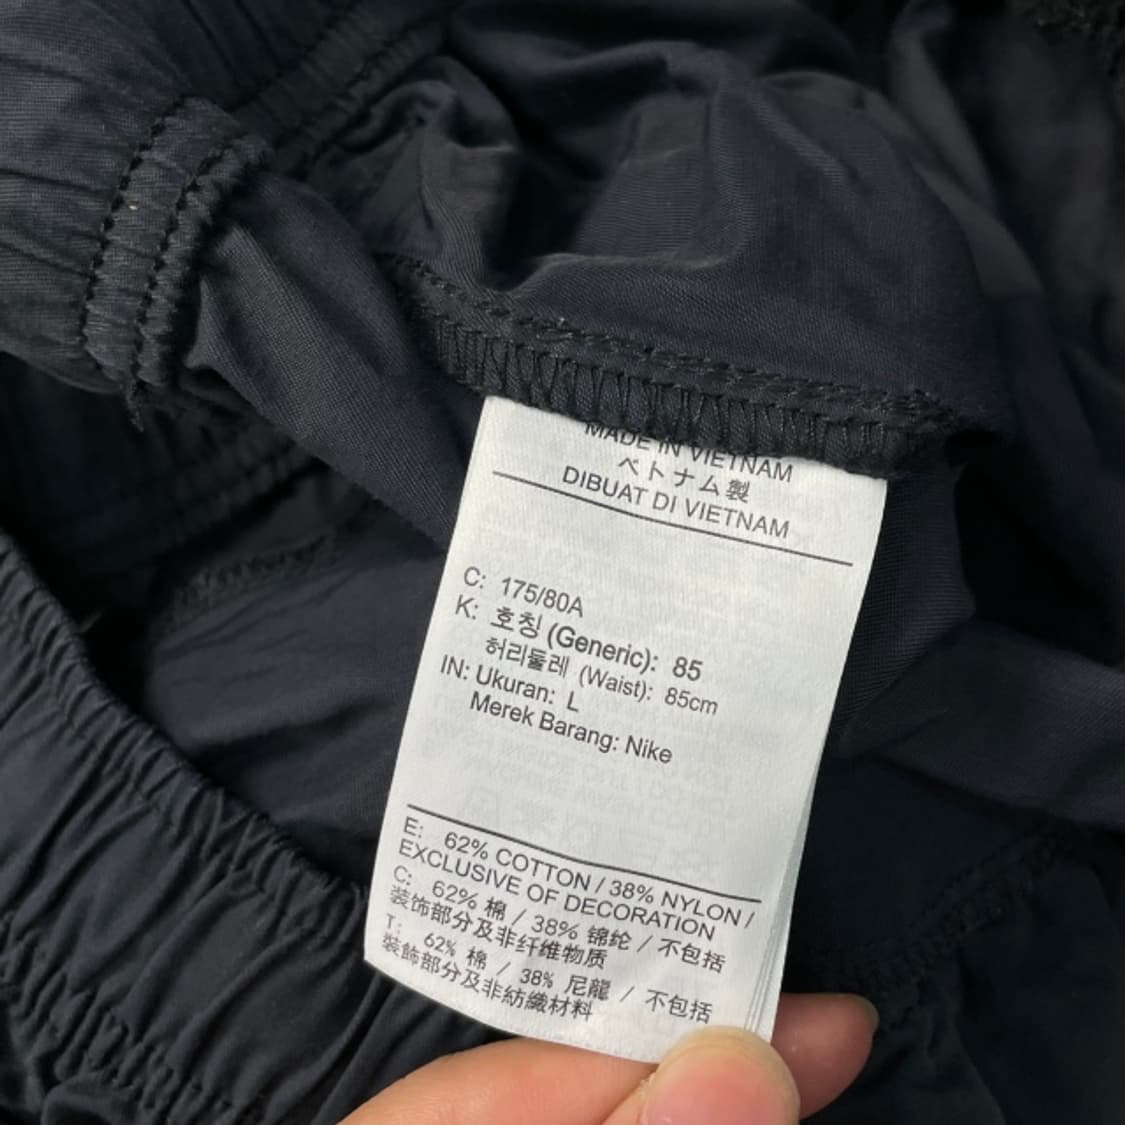 MADE IN VIETNAM
ベトナム製
DIBUAT DI VIETNAM
C: 175/80A
K: 호칭 (Generic): 85
허리둘레 (Waist): 85cm
IN: Ukuran: L
Merek Barang: Nike
E: 62% COTTON / 38% NYLON /
EXCLUSIVE OF DECORATION
C: 62% 棉 / 38% 锦纶 / 不包括
装饰部分及非纤维物质
T: 62% 棉 / 38% 尼龍 / 不包括
裝飾部分及非紡織材料